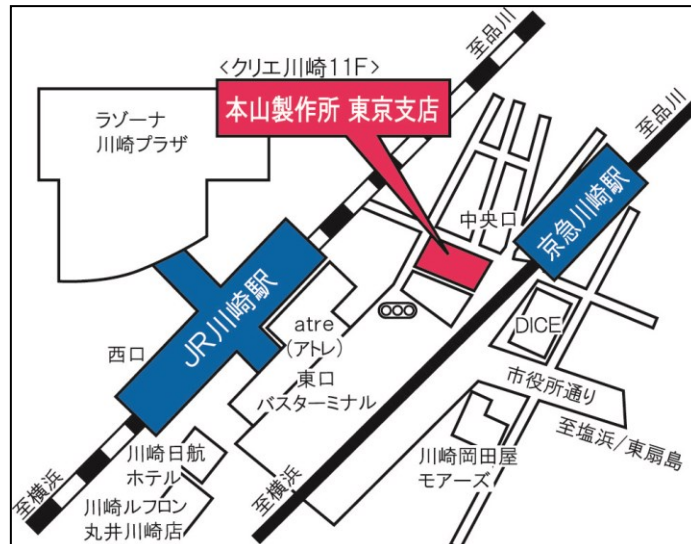 至品川
<クリエ川崎11F>
本山製作所 東京支店
至品川
ラゾーナ
川崎プラザ
中央口
京急川崎駅
JR川崎駅
atre
(アトレ)
DICE
西口
東口
バスターミナル
市役所通り
至塩浜/東扇島
川崎日航
ホテル
川崎岡田屋
モアーズ
至横浜
至横浜
川崎ルフロン
丸井川崎店